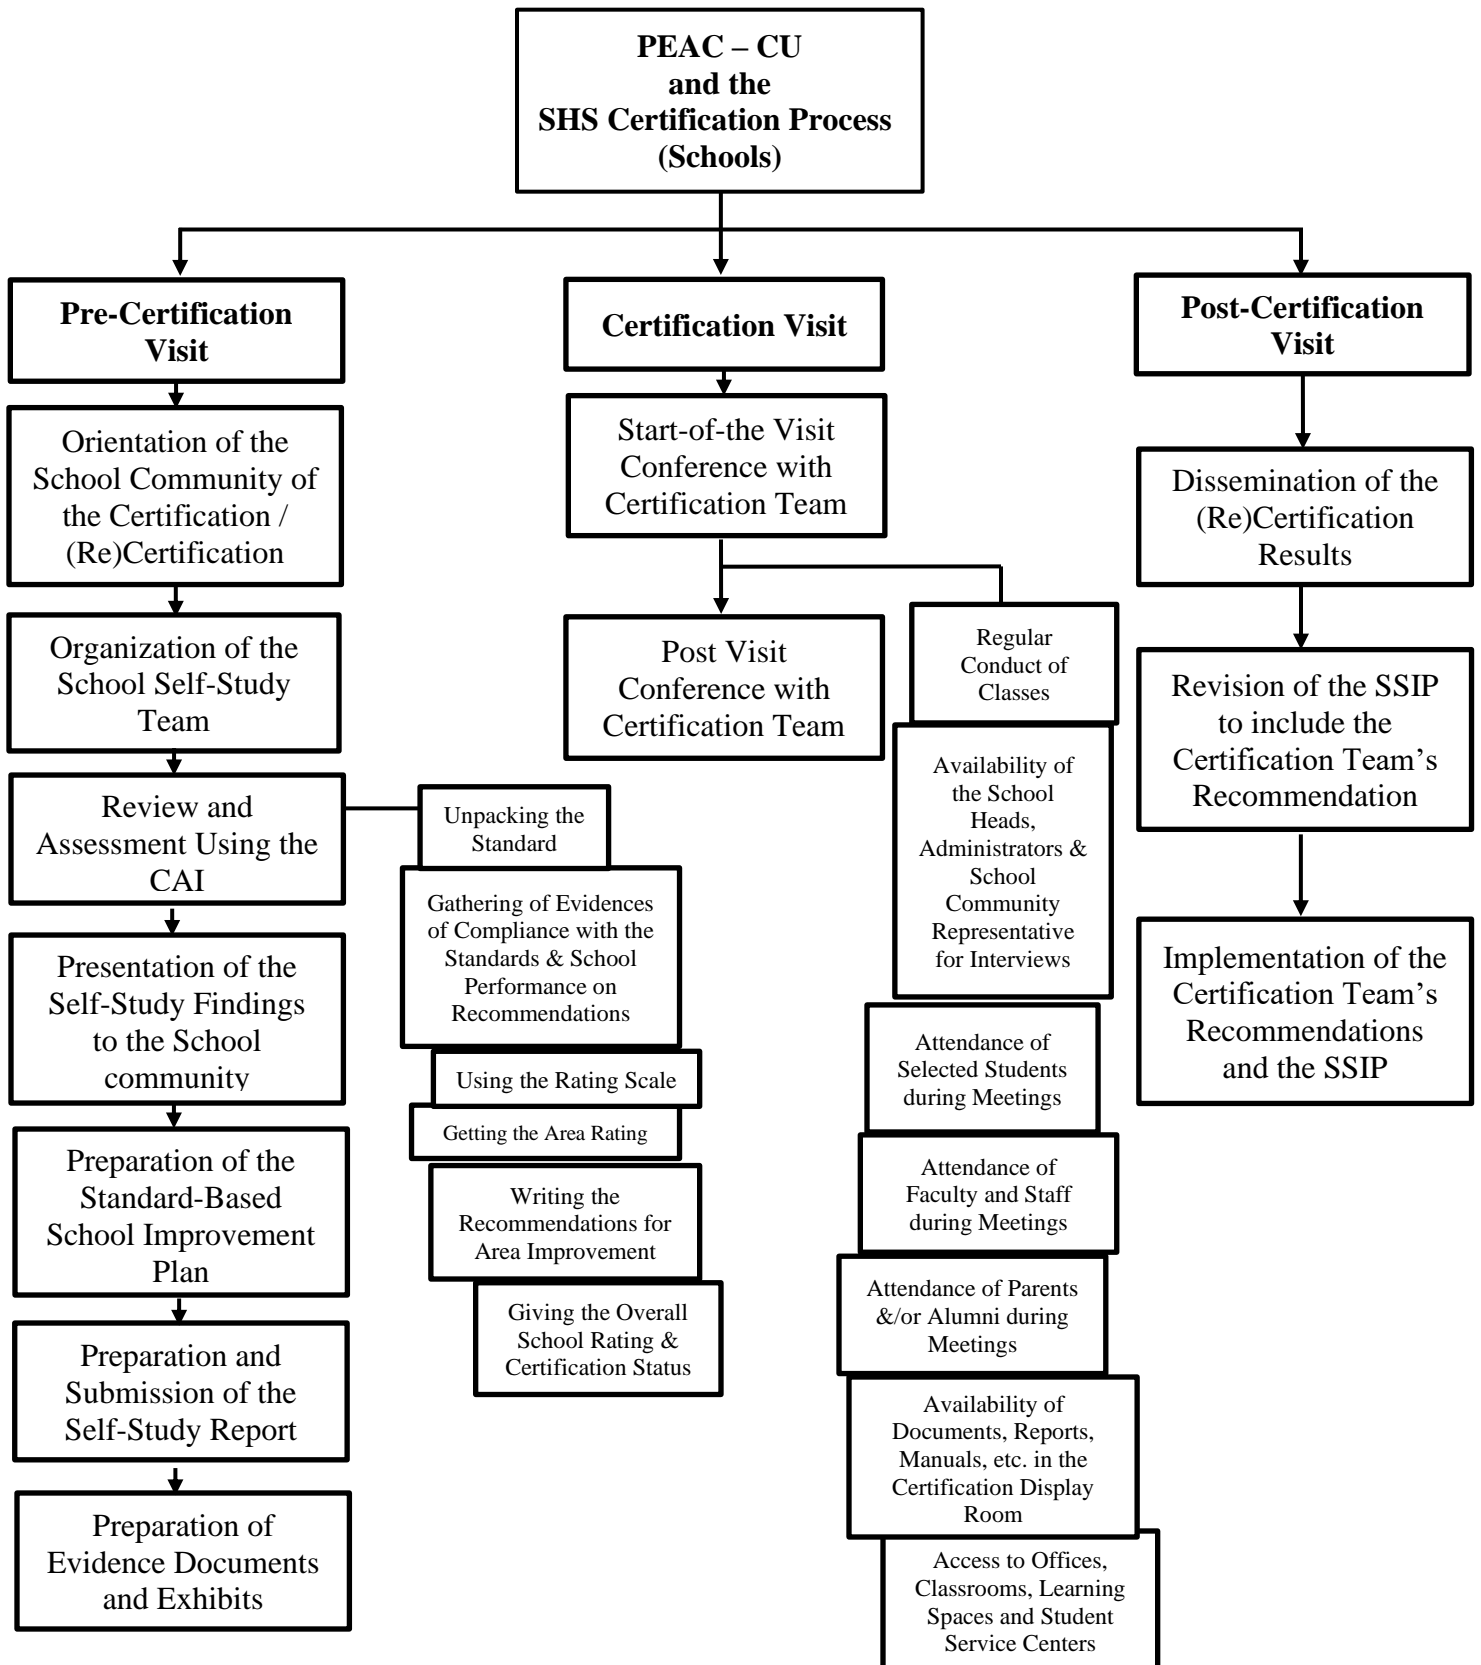 PEAC – CU
and the
SHS Certification Process
(Schools)
Pre-Certification
Visit
Orientation of the
School Community of
the Certification /
(Re)Certification
Organization of the
School Self-Study
Team
Review and
Assessment Using the
CAI
Unpacking the
Standard
Gathering of Evidences
of Compliance with the
Standards & School
Performance on
Recommendations
Using the Rating Scale
Getting the Area Rating
Writing the
Recommendations for
Area Improvement
Giving the Overall
School Rating &
Certification Status
Presentation of the
Self-Study Findings
to the School
community
Preparation of the
Standard-Based
School Improvement
Plan
Preparation and
Submission of the
Self-Study Report
Preparation of
Evidence Documents
and Exhibits
Certification Visit
Start-of-the Visit
Conference with
Certification Team
Post Visit
Conference with
Certification Team
Regular
Conduct of
Classes
Availability of
the School
Heads,
Administrators &
School
Community
Representative
for Interviews
Attendance of
Selected Students
during Meetings
Attendance of
Faculty and Staff
during Meetings
Attendance of Parents
&/or Alumni during
Meetings
Availability of
Documents, Reports,
Manuals, etc. in the
Certification Display
Room
Access to Offices,
Classrooms, Learning
Spaces and Student
Service Centers
Post-Certification
Visit
Dissemination of the
(Re)Certification
Results
Revision of the SSIP
to include the
Certification Team’s
Recommendation
Implementation of the
Certification Team’s
Recommendations
and the SSIP